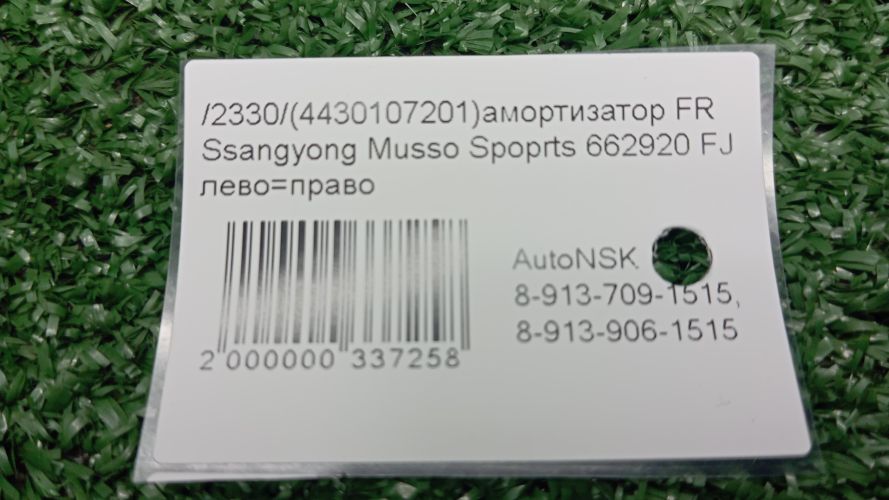 /2330/(4430107201)амортизатор FR
Ssangyong Musso Spoprts 662920 FJ
лево=право
AutoNSK
8-913-709-1515,
8-913-906-1515
2 000000 337258